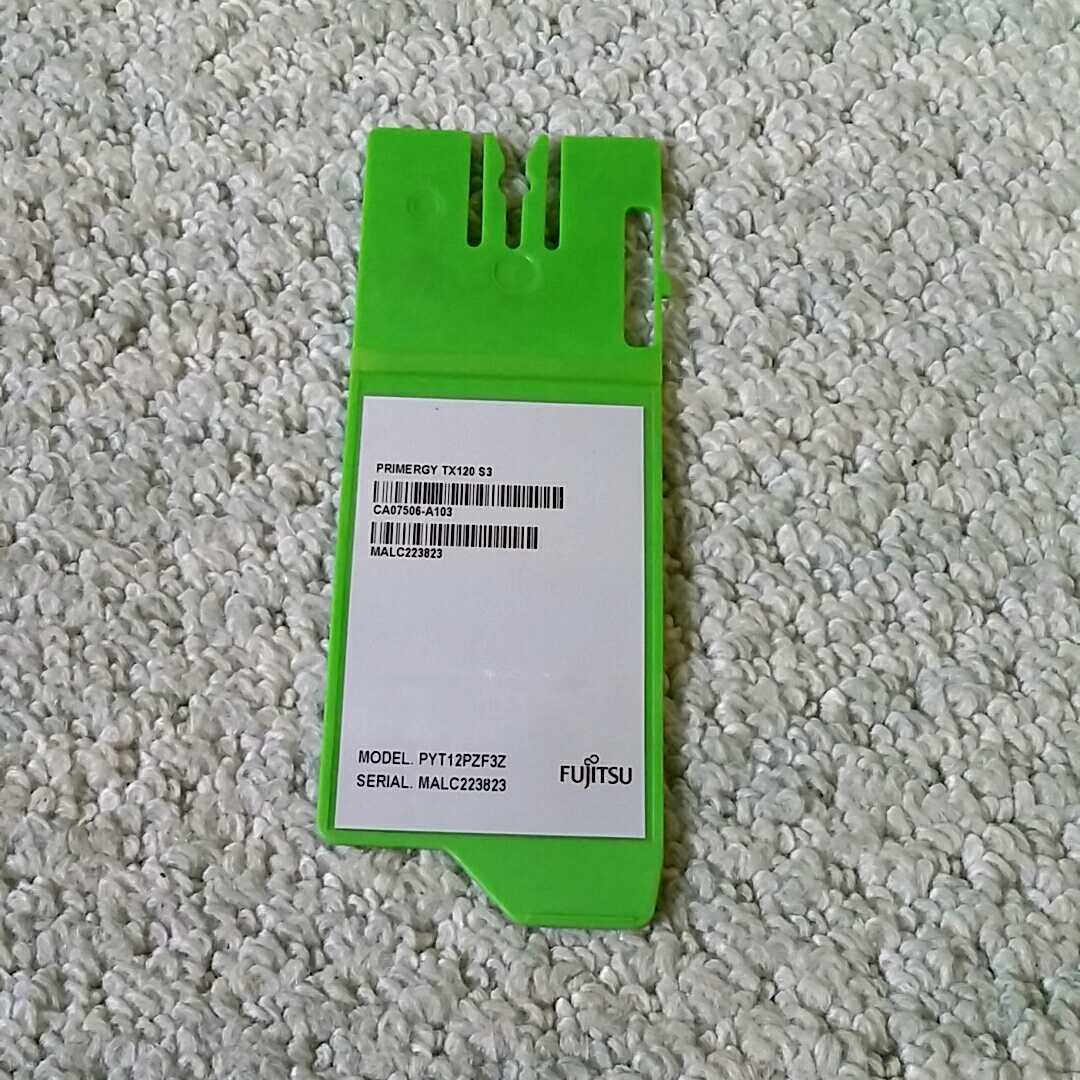 PRIMERGY TX120 S3
CA07506-A103
MALC223823
MODEL. PYT12PZF3Z
SERIAL. MALC223823
FUJITSU